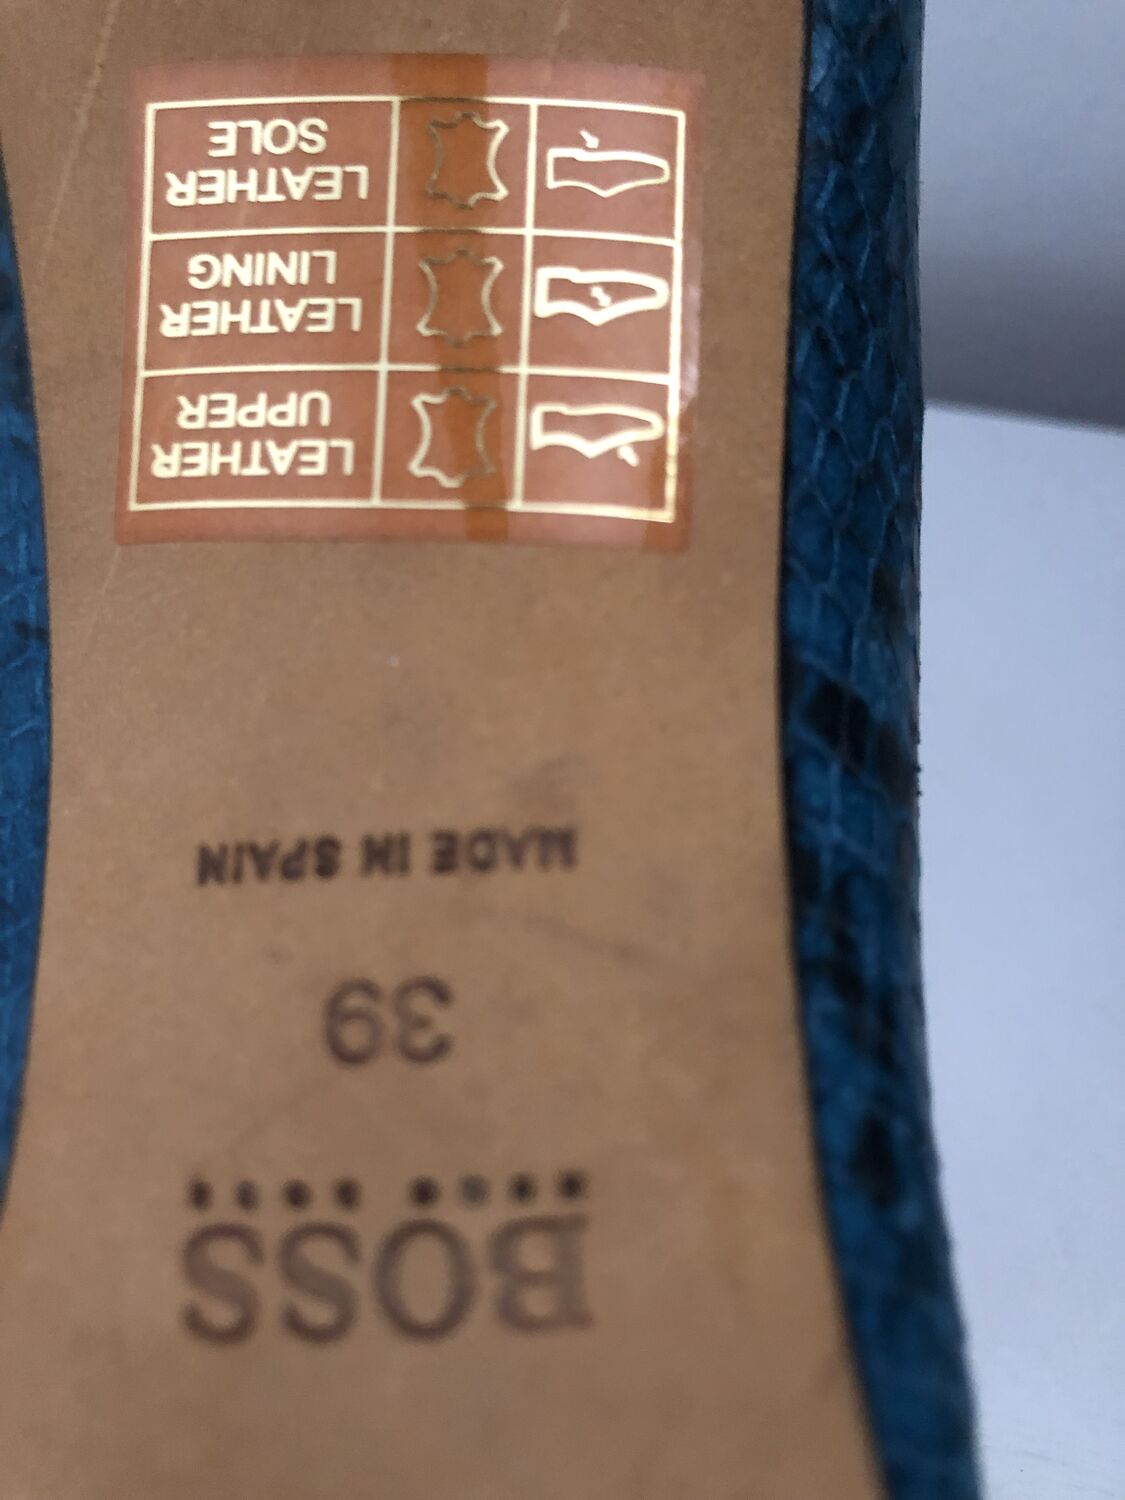 BOSS
39
MADE IN SPAIN
LEATHER
UPPER
LEATHER
LINING
LEATHER
SOLE